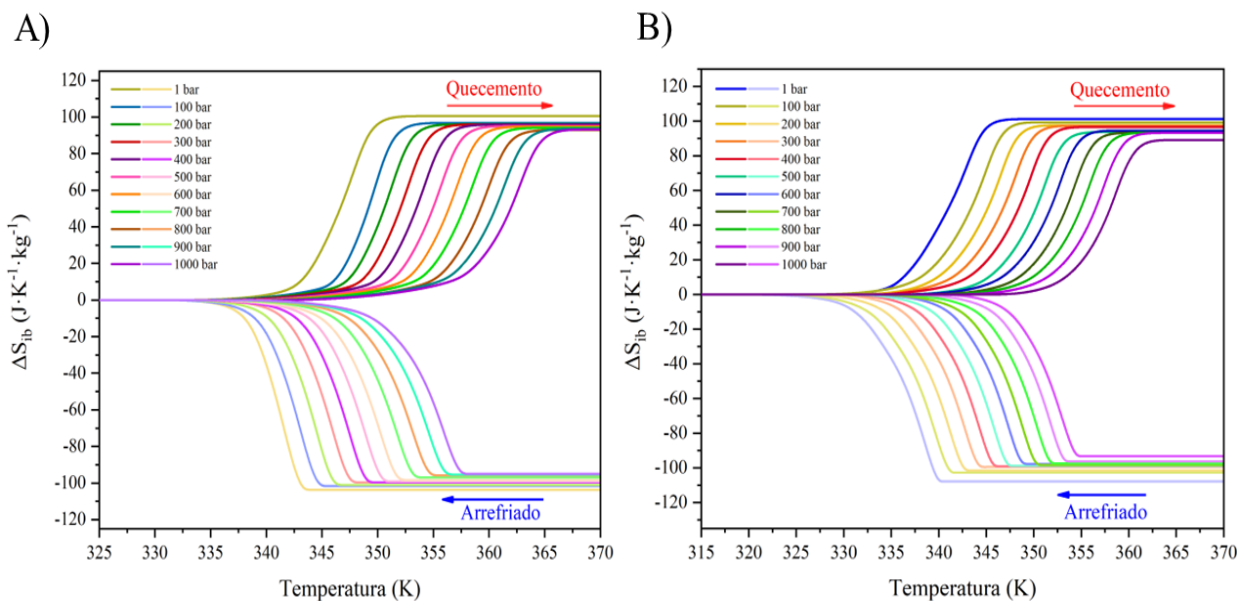 A)
120
100
80
60
40
20
0
-20
-40
-60
-80
-100
-120
ΔS_ib (J·K⁻¹·kg⁻¹)
1 bar
100 bar
200 bar
300 bar
400 bar
500 bar
600 bar
700 bar
800 bar
900 bar
1000 bar
Quecemento
Arrefriado
325 330 335 340 345 350 355 360 365 370
Temperatura (K)
B)
120
100
80
60
40
20
0
-20
-40
-60
-80
-100
-120
ΔS_ib (J·K⁻¹·kg⁻¹)
1 bar
100 bar
200 bar
300 bar
400 bar
500 bar
600 bar
700 bar
800 bar
900 bar
1000 bar
Quecemento
Arrefriado
315 320 325 330 335 340 345 350 355 360 365 370
Temperatura (K)